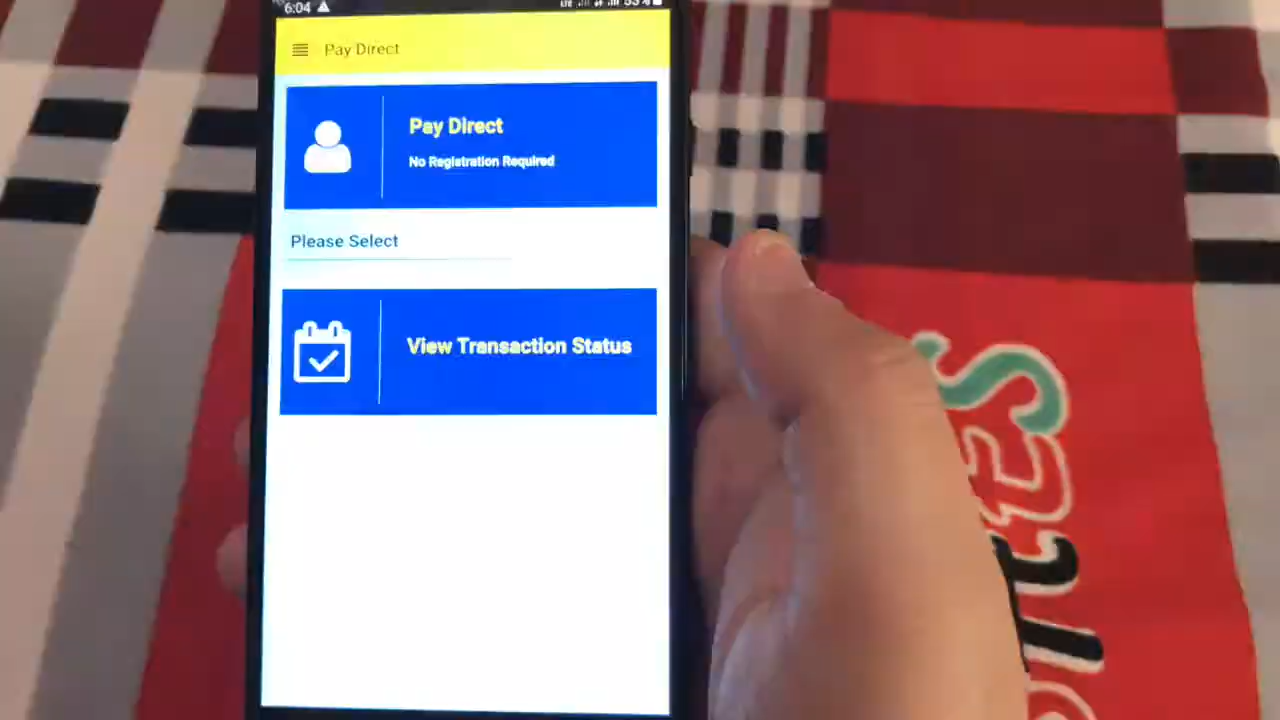 6:04
Pay Direct
Pay Direct
No Registration Required
Please Select
View Transaction Status